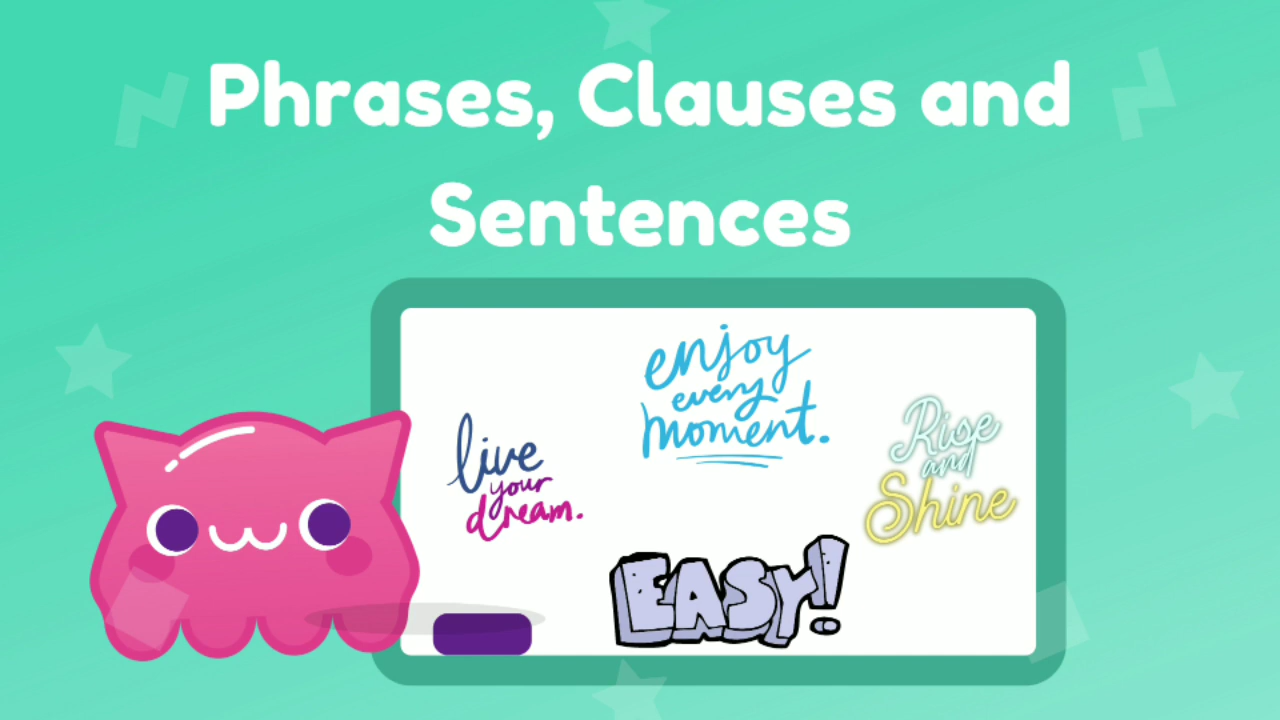 Phrases, Clauses and
Sentences
enjoy
every
moment.
live
your
dream.
Rise
and
Shine
EASY!